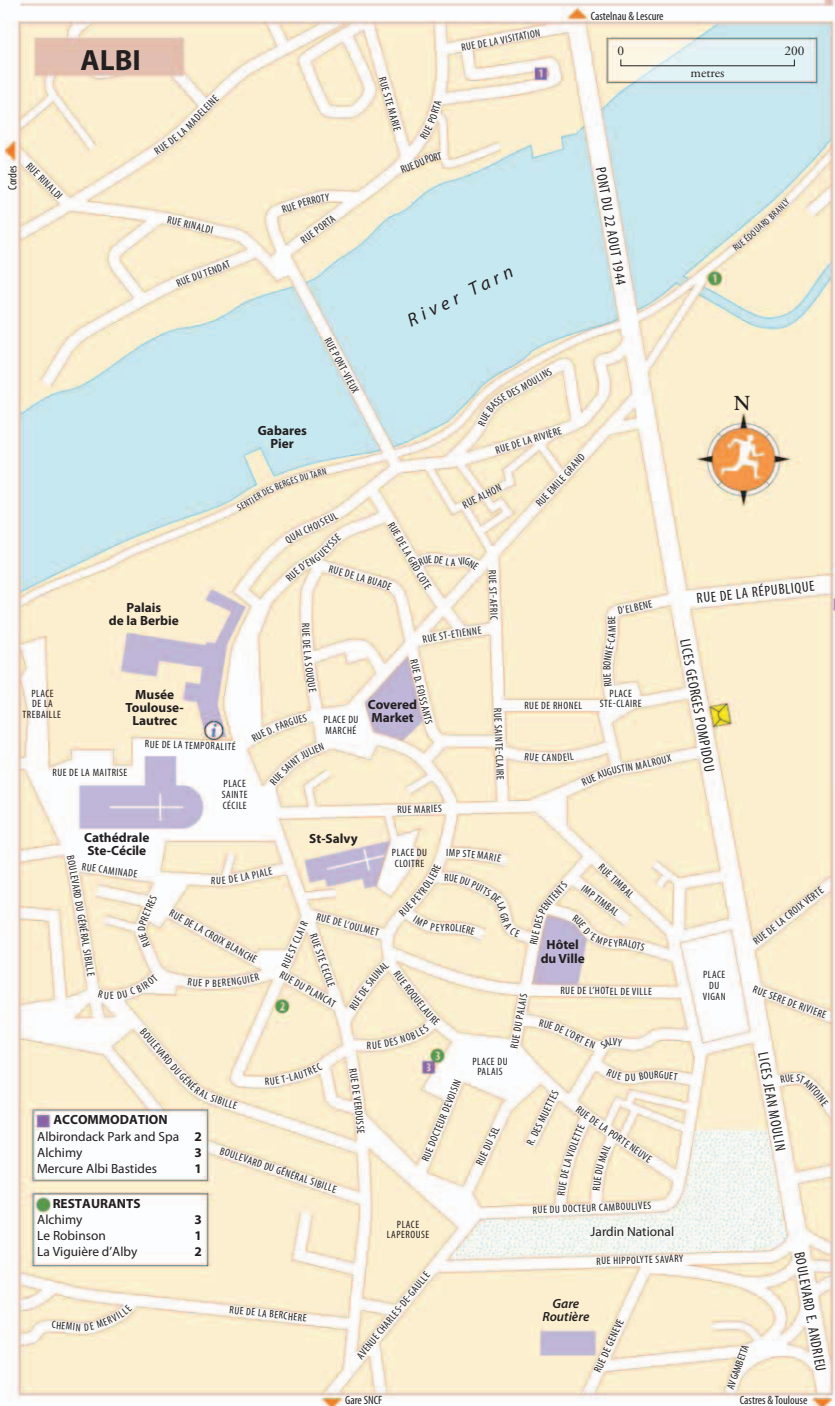 Castelnau & Lescure
ALBI
0 200
metres
RUE DE LA VISITATION
1
RUE STE MARIE
RUE PORTA
RUE DE LA MADELEINE
RUE DU PORT
Cordes
RUE RINALDI
RUE PERROTY
RUE RINALDI
RUE PORTA
RUE DU TENDAT
PONT DU 22 AOUT 1944
RUE EDOUARD BRANLY
1
River Tarn
RUE PONT-VIEUX
RUE BASSE DES MOULINS
N
Gabares
Pier
RUE DE LA RIVIÈRE
SENTIER DES BERGES DU TARN
RUE ALHON
RUE EMILE GRAND
QUAI CHOISEUL
RUE D'ENGUEYSSE
RUE DE LA GRD COTE
RUE DE LA VIGNE
RUE DE LA BUADE
RUE ST-AFRIC
RUE DE LA RÉPUBLIQUE
D'ELBENE
Palais
de la Berbie
RUE ST-ETIENNE
RUE BONNE-CAMBE
RUE DE LA SOUQUE
RUE D. FOISSANTS
LICES GEORGES POMPIDOU
PLACE
DE LA
TREBAILLE
Musée
Toulouse-
Lautrec
i
Covered
Market
RUE DE RHONEL
PLACE
STE-CLAIRE
RUE D. FARGUES
PLACE DU
MARCHÉ
RUE DE LA TEMPORALITÉ
RUE SAINT JULIEN
RUE SAINTE-CLAIRE
RUE CANDEIL
RUE AUGUSTIN MALROUX
RUE DE LA MAITRISE
PLACE
SAINTE
CÉCILE
RUE MARIES
Cathédrale
Ste-Cécile
St-Salvy
PLACE DU
CLOITRE
IMP STE MARIE
BOULEVARD DU GÉNÉRAL SIBILLE
RUE CAMINADE
RUE DE LA PIALE
RUE PEYROLIERE
RUE DU PUITS DE LA GRACE
RUE TIMBAL
IMP TIMBAL
RUE DES PENITENTS
RUE D'EMPEYRALOTS
RUE D PRETRES
RUE DE LA CROIX BLANCHE
RUE DE L'OULMET
IMP PEYROLIERE
RUE DE LA CROIX VERTE
RUE ST CLAIR
RUE STE CECILE
Hôtel
du Ville
PLACE
DU
VIGAN
RUE DU C BIROT
RUE P BERENGUIER
RUE DU PLANCAT
RUE DE SAUNAL
RUE ROQUELAURE
RUE DE L'HOTEL DE VILLE
RUE SERE DE RIVIERE
2
RUE DU PALAIS
RUE DE L'ORT EN SALVY
RUE DES NOBLES
3
3
PLACE DU
PALAIS
BOULEVARD DU GÉNÉRAL SIBILLE
RUE T-LAUTREC
RUE DU BOURGUET
LICES JEAN MOULIN
RUE ST ANTOINE
RUE DE VEROUSSE
RUE DOCTEUR DEVOISIN
RUE DU SEL
R. DES MUETTES
RUE DE LA PORTE NEUVE
RUE DE LA VIOLETTE
RUE DU MAIL
ACCOMMODATION
Albirondack Park and Spa 2
Alchimy 3
Mercure Albi Bastides 1
BOULEVARD DU GÉNÉRAL SIBILLE
RUE DU DOCTEUR CAMBOULIVES
RESTAURANTS
Alchimy 3
Le Robinson 1
La Viguière d'Alby 2
PLACE
LAPEROUSE
Jardin National
RUE HIPPOLYTE SAVARY
BOULEVARD E. ANDRIEU
AVENUE CHARLES-DE-GAULLE
Gare
Routière
RUE DE LA BERCHERE
CHEMIN DE MERVILLE
RUE DE GENEVE
AV GAMBETTA
Gare SNCF
Castres & Toulouse